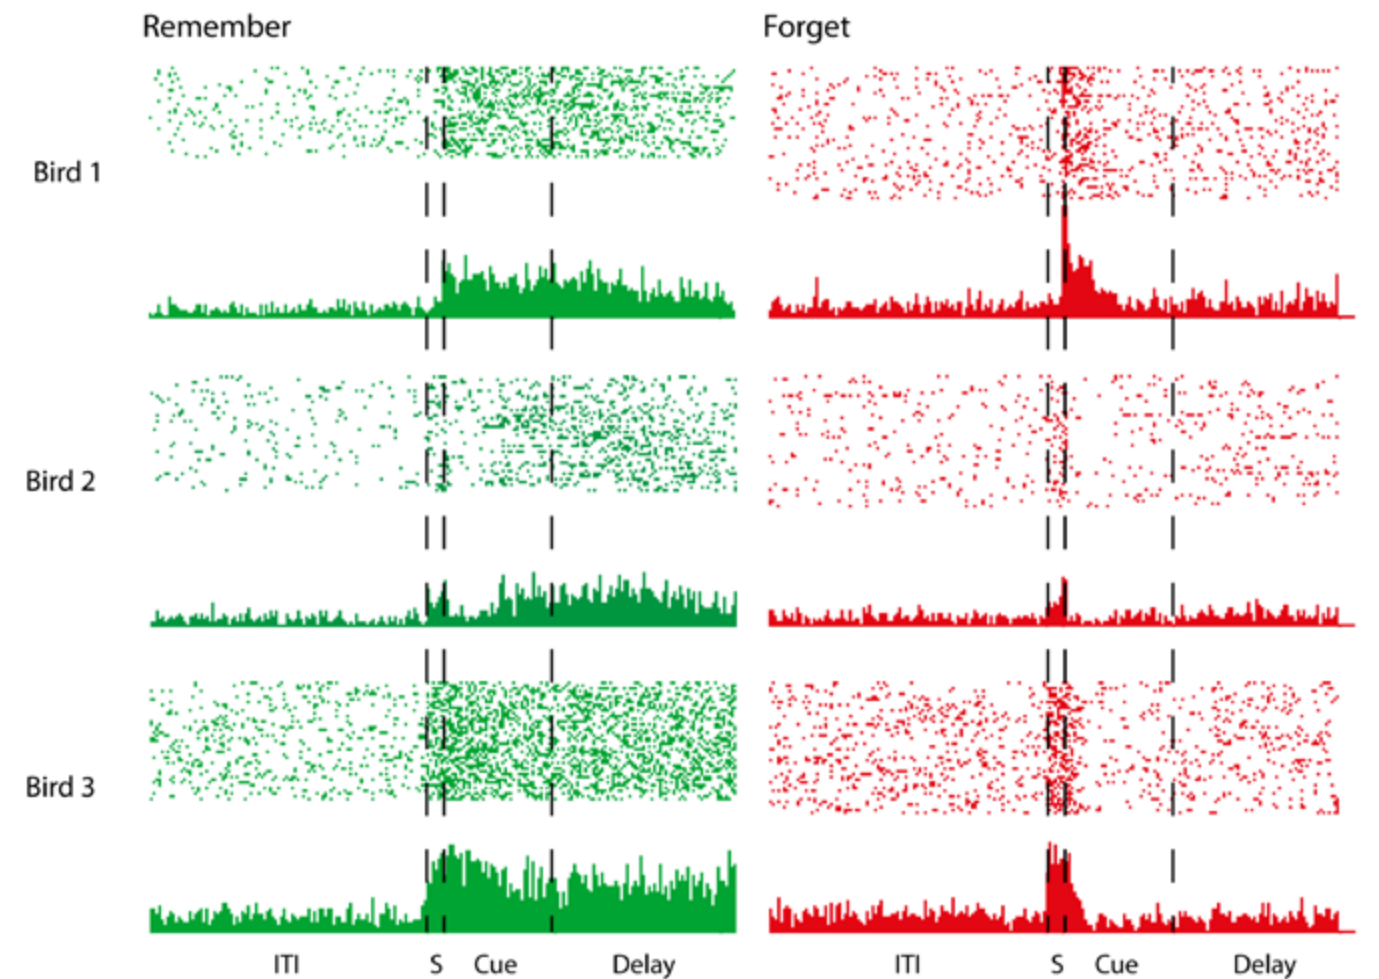 Remember Forget
Bird 1
Bird 2
Bird 3
ITI S Cue Delay ITI S Cue Delay